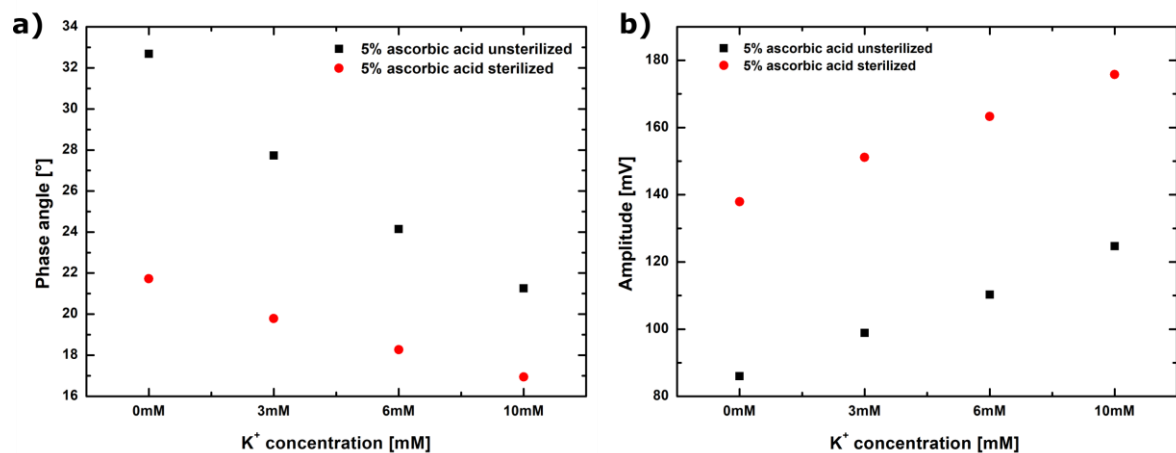 a)
34
32
30
28
26
24
22
20
18
16
Phase angle [°]
■ 5% ascorbic acid unsterilized
● 5% ascorbic acid sterilized
0mM 3mM 6mM 10mM
K⁺ concentration [mM]
b)
180
160
140
120
100
80
Amplitude [mV]
■ 5% ascorbic acid unsterilized
● 5% ascorbic acid sterilized
0mM 3mM 6mM 10mM
K⁺ concentration [mM]